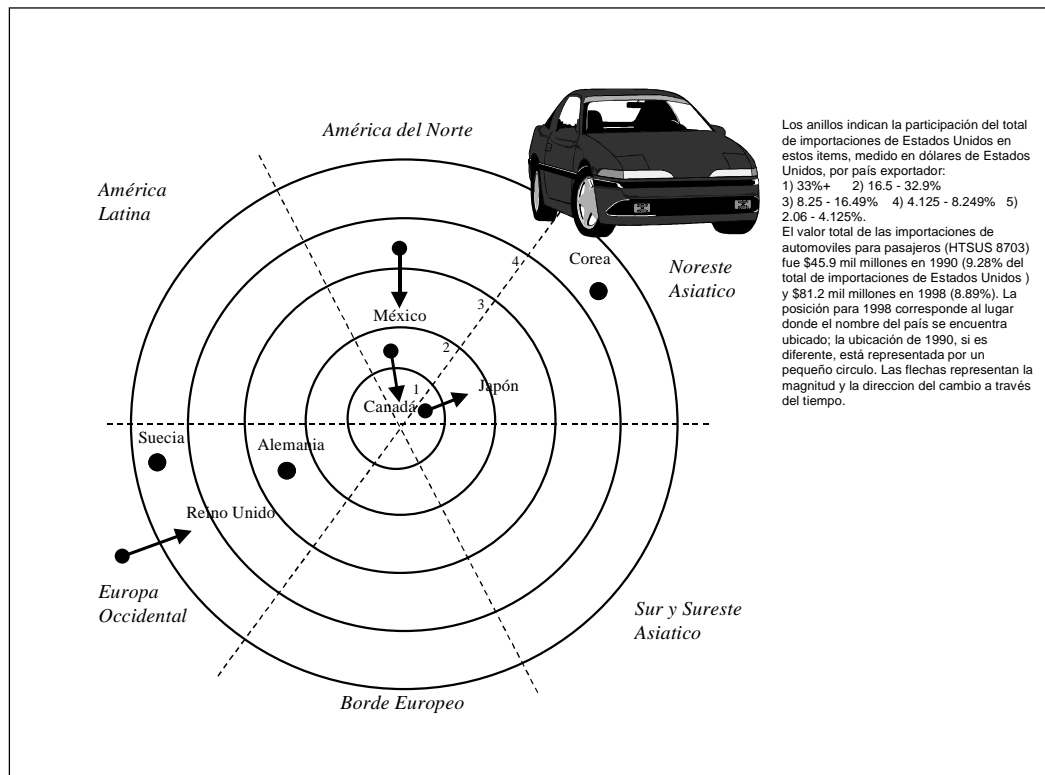 América del Norte
América
Latina
Los anillos indican la participación del total
de importaciones de Estados Unidos en
estos items, medido en dólares de Estados
Unidos, por país exportador:
1) 33%+ 2) 16.5 - 32.9%
3) 8.25 - 16.49% 4) 4.125 - 8.249% 5)
2.06 - 4.125%.
El valor total de las importaciones de
automoviles para pasajeros (HTSUS 8703)
fue $45.9 mil millones en 1990 (9.28% del
total de importaciones de Estados Unidos )
y $81.2 mil millones en 1998 (8.89%). La
posición para 1998 corresponde al lugar
donde el nombre del país se encuentra
ubicado; la ubicación de 1990, si es
diferente, está representada por un
pequeño circulo. Las flechas representan la
magnitud y la direccion del cambio a través
del tiempo.
4
Corea
Noreste
Asiatico
3
México
2
1
Japón
Canadá
Suecia
Alemania
Reino Unido
Europa
Occidental
Sur y Sureste
Asiatico
Borde Europeo